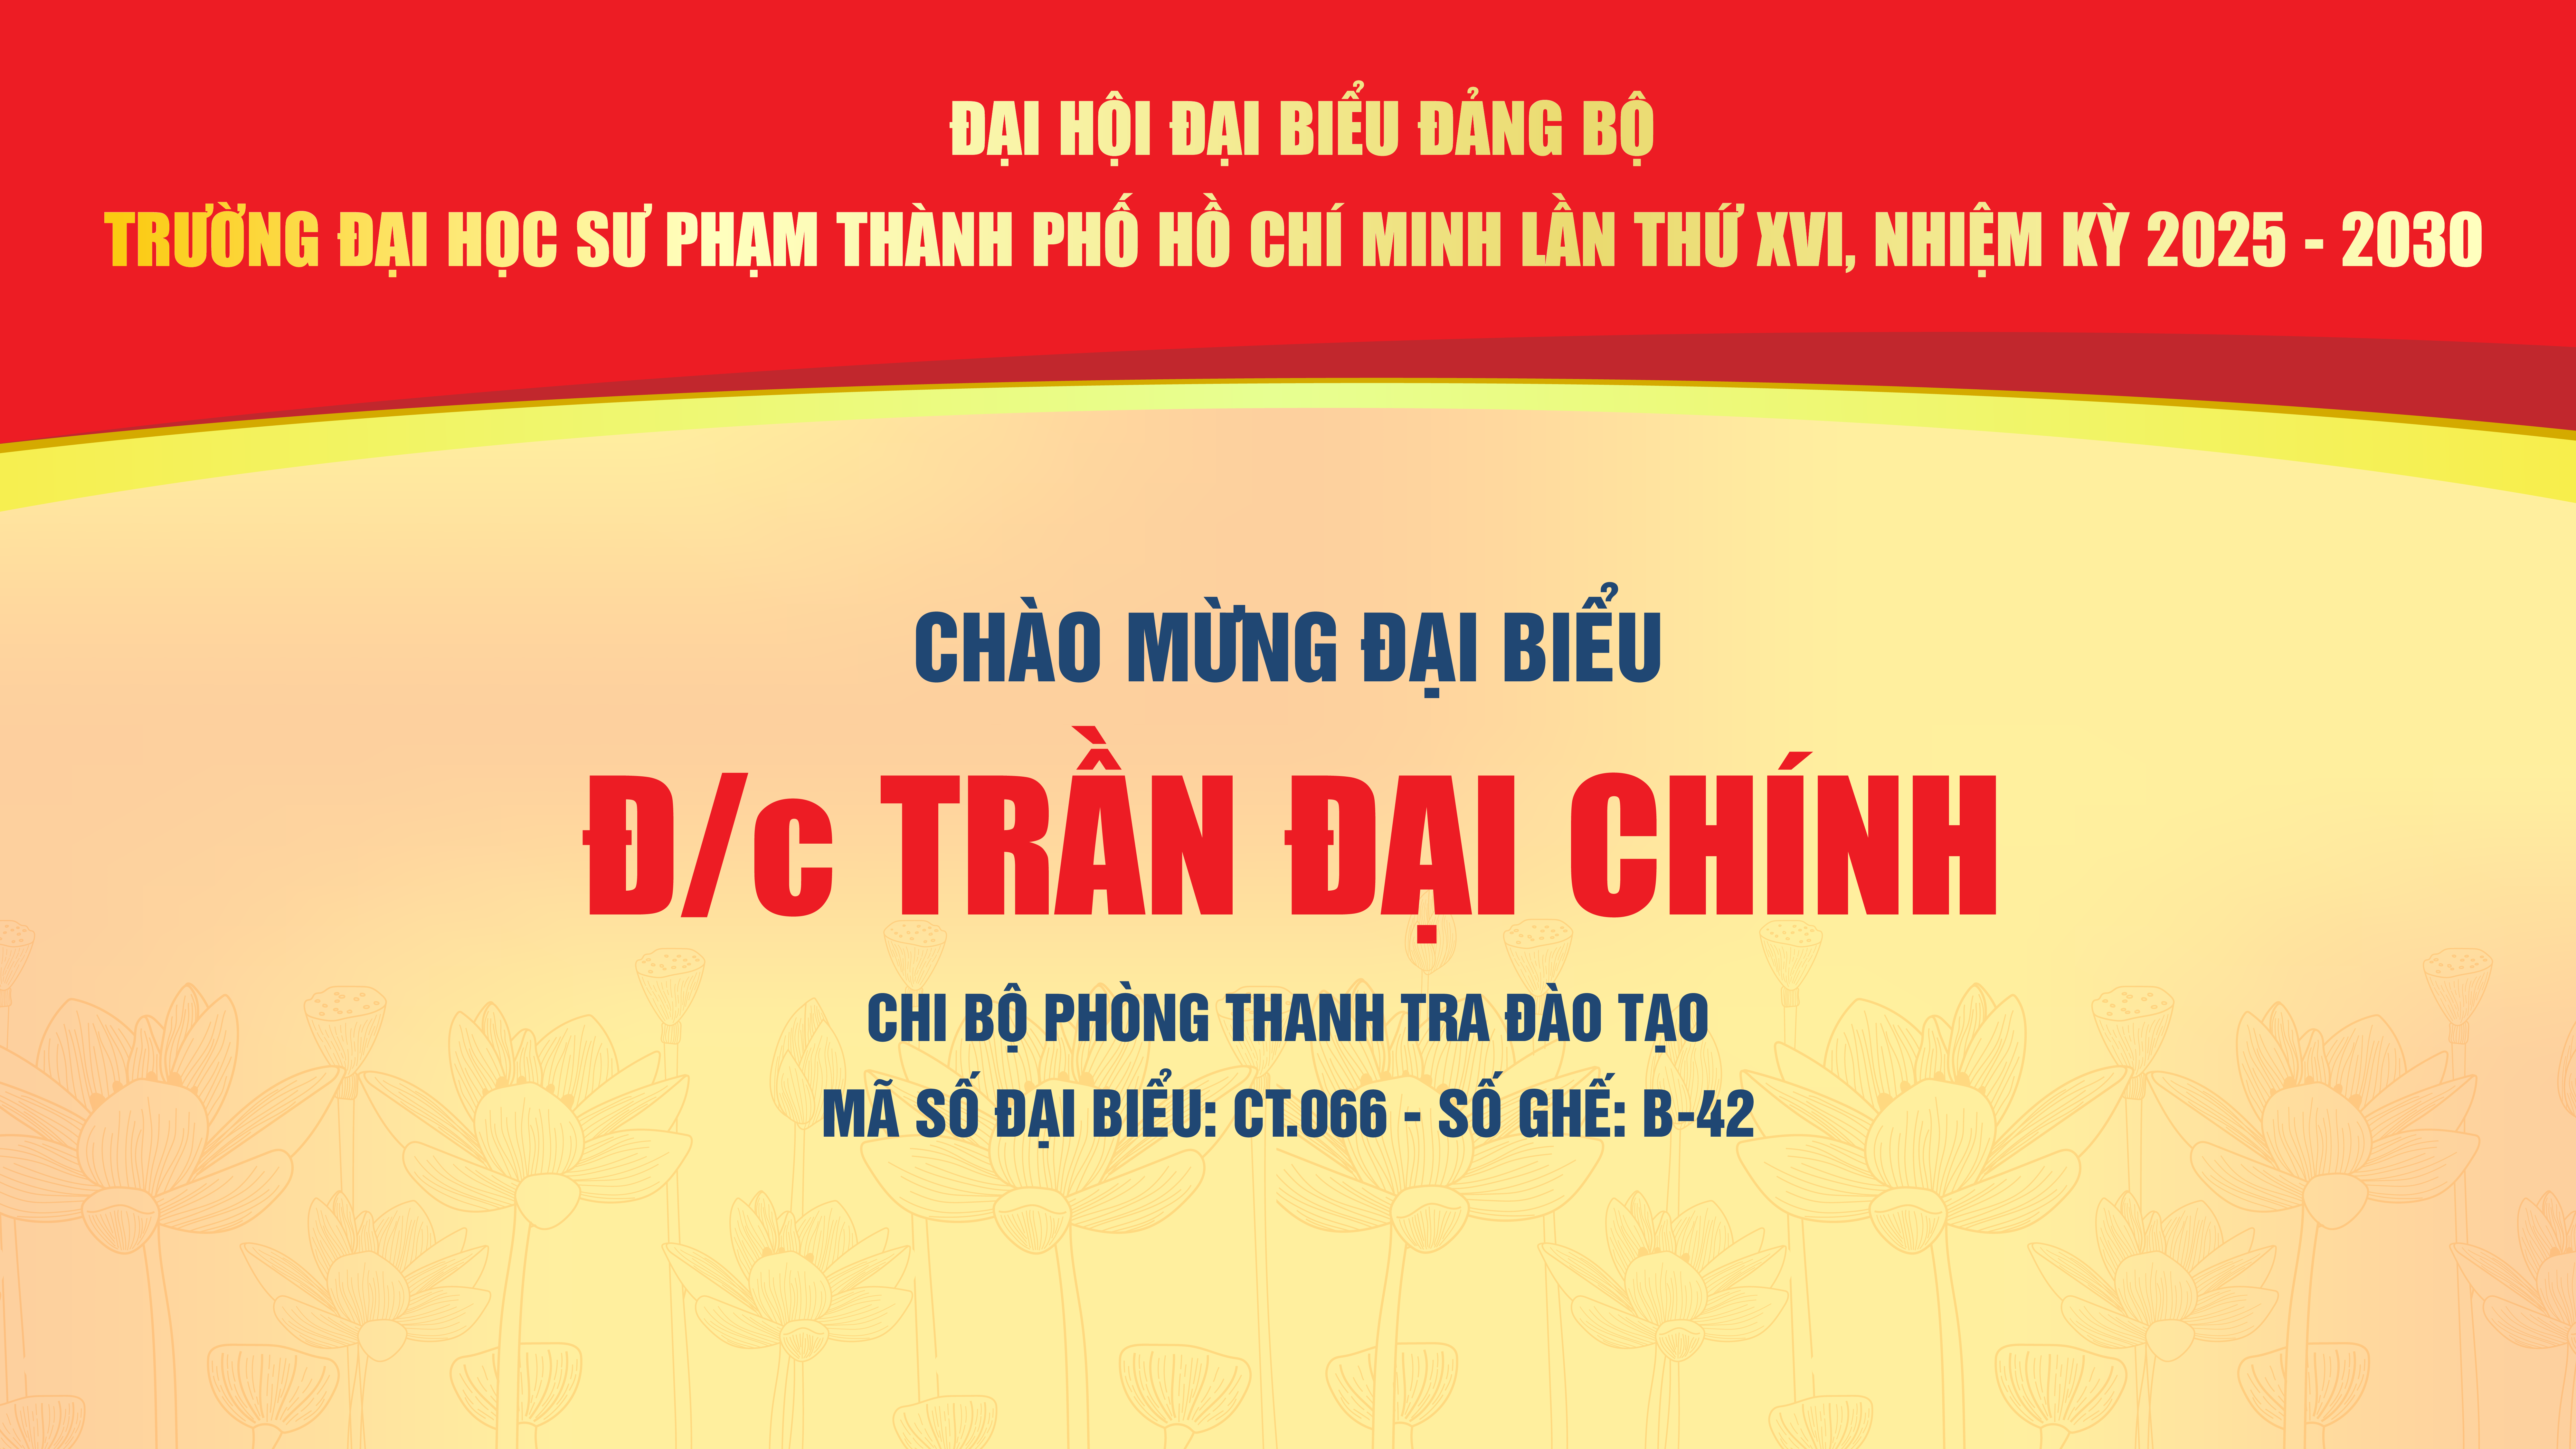 ĐẠI HỘI ĐẠI BIỂU ĐẢNG BỘ
TRƯỜNG ĐẠI HỌC SƯ PHẠM THÀNH PHỐ HỒ CHÍ MINH LẦN THỨ XVI, NHIỆM KỲ 2025 - 2030
CHÀO MỪNG ĐẠI BIỂU
Đ/c TRẦN ĐẠI CHÍNH
CHI BỘ PHÒNG THANH TRA ĐÀO TẠO
MÃ SỐ ĐẠI BIỂU: CT.066 - SỐ GHẾ: B-42